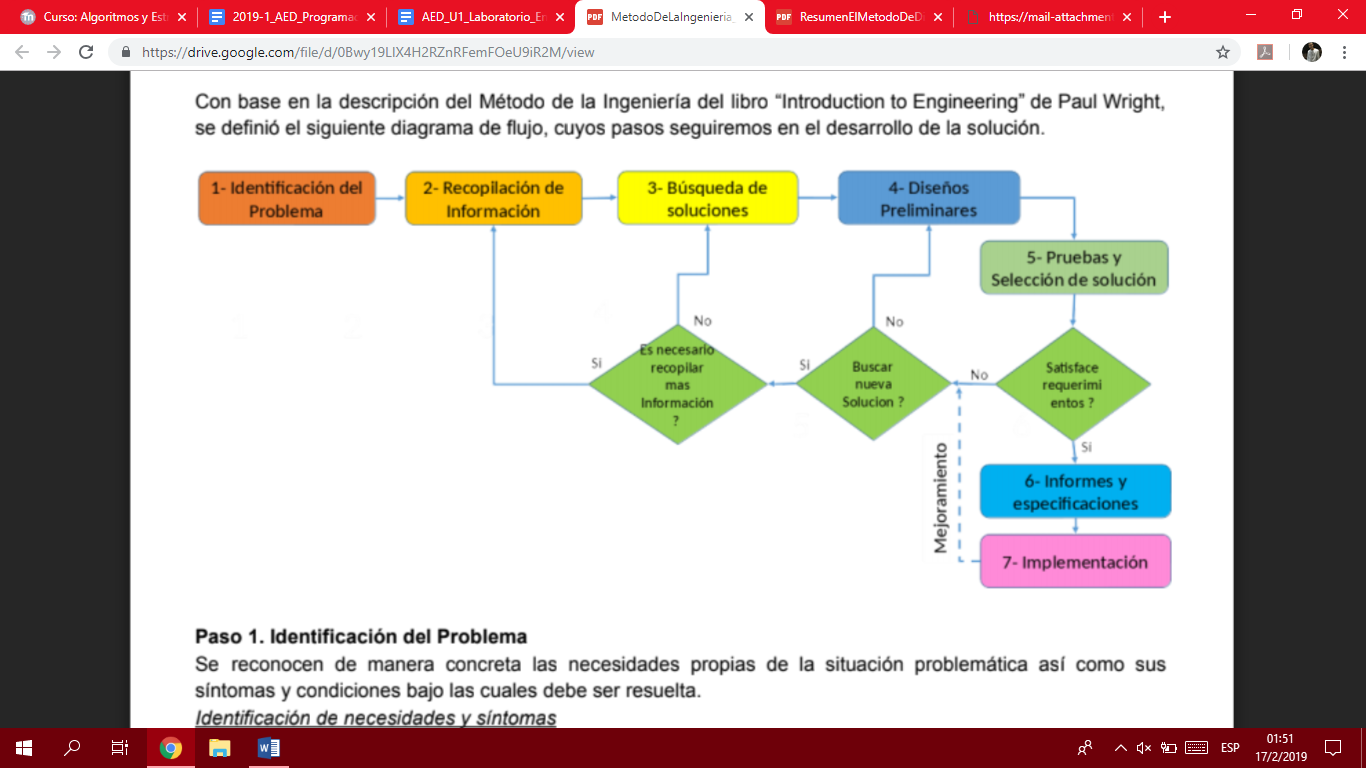 Curso: Algoritmos y Est
2019-1_AED_Programac
AED_U1_Laboratorio_En
MetodoDeLaIngenieria_
ResumenElMetodoDeD
https://mail-attachment
https://drive.google.com/file/d/0Bwy19LlX4H2RZnRFemFOeU9iR2M/view
Con base en la descripción del Método de la Ingeniería del libro “Introduction to Engineering” de Paul Wright,
se definió el siguiente diagrama de flujo, cuyos pasos seguiremos en el desarrollo de la solución.
1- Identificación del
Problema
2- Recopilación de
Información
3- Búsqueda de
soluciones
4- Diseños
Preliminares
5- Pruebas y
Selección de solución
No
Es necesario
recopilar
mas
Información
?
Si
No
Buscar
nueva
Solucion ?
Si
No
Satisface
requerimi
entos ?
Si
Mejoramiento
6- Informes y
especificaciones
7- Implementación
Paso 1. Identificación del Problema
Se reconocen de manera concreta las necesidades propias de la situación problemática así como sus
síntomas y condiciones bajo las cuales debe ser resuelta.
Identificación de necesidades y síntomas
ESP
01:51
17/2/2019